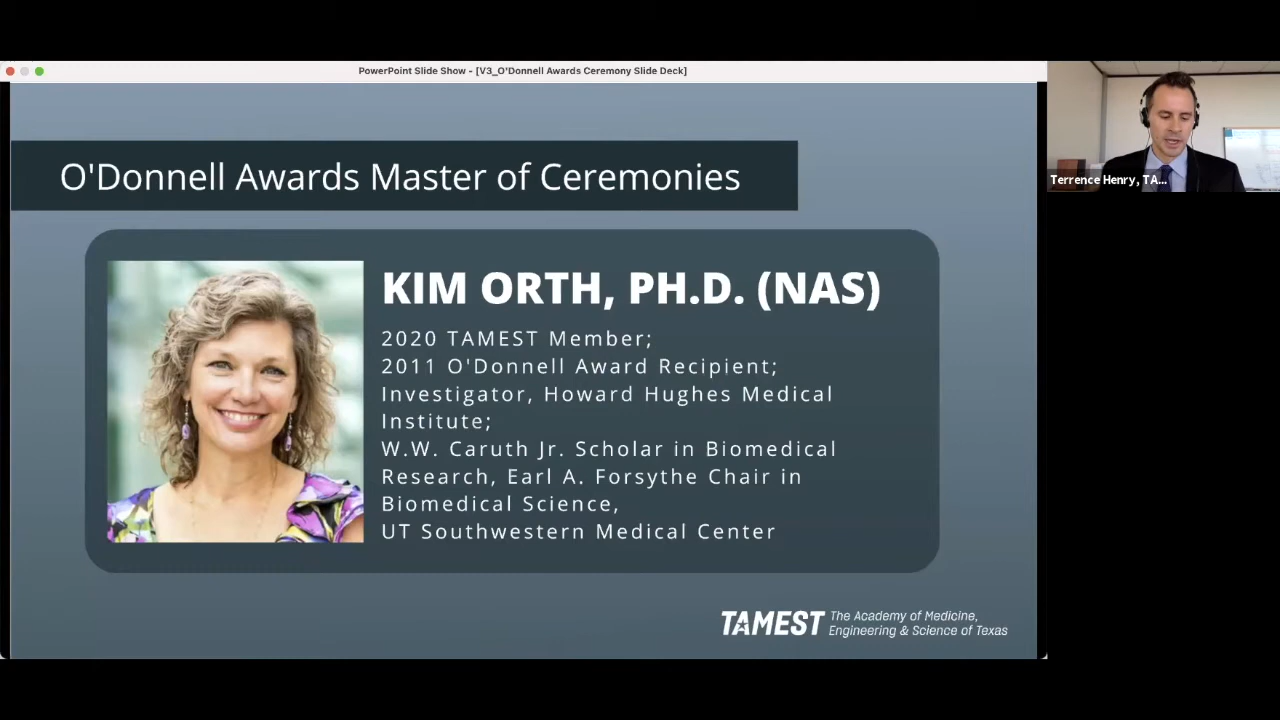 PowerPoint Slide Show - [V3_O'Donnell Awards Ceremony Slide Deck]
O'Donnell Awards Master of Ceremonies
KIM ORTH, PH.D. (NAS)
2020 TAMEST Member;
2011 O'Donnell Award Recipient;
Investigator, Howard Hughes Medical
Institute;
W.W. Caruth Jr. Scholar in Biomedical
Research, Earl A. Forsythe Chair in
Biomedical Science,
UT Southwestern Medical Center
TAMEST The Academy of Medicine,
Engineering & Science of Texas
Terrence Henry, TA...